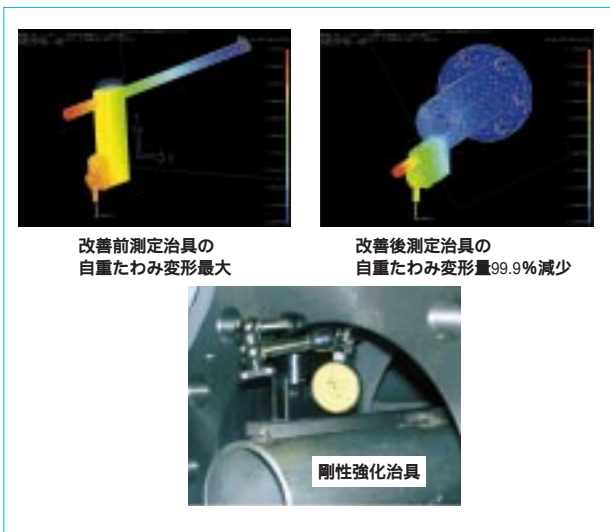 改善前測定治具の
自重たわみ変形最大
改善後測定治具の
自重たわみ変形量99.9%減少
剛性強化治具